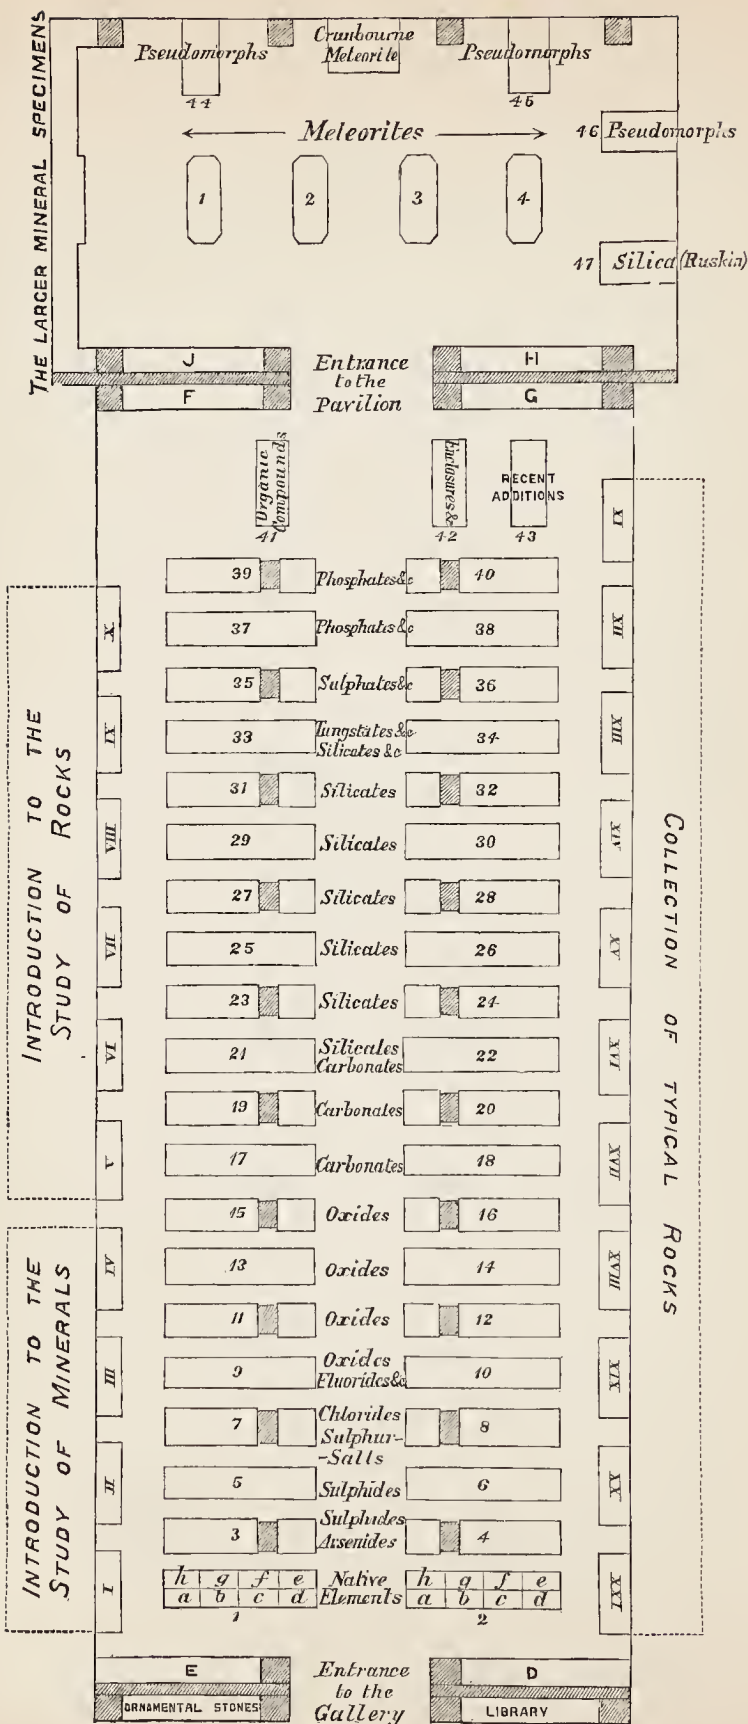 THE LARGER MINERAL SPECIMENS
Pseudomorphs
Cranbourne
Meteorite
Pseudomorphs
44
45
Meteorites
46 Pseudomorphs
1
2
3
4
47 Silica (Ruskin)
J
Entrance
to the
Pavilion
H
F
G
Organic
Compounds
41
Enclosures &
42
RECENT
ADDITIONS
43
39
Phosphates &c
40
37
Phosphates &c
38
35
Sulphates &c
36
33
Tungstates &c
Silicates &c
34
31
Silicates
32
29
Silicates
30
27
Silicates
28
25
Silicates
26
23
Silicates
24
21
Silicates
Carbonates
22
19
Carbonates
20
17
Carbonates
18
15
Oxides
16
13
Oxides
14
11
Oxides
12
9
Oxides
Fluorides &c
10
7
Chlorides
Sulphur-
-Salts
8
5
Sulphides
6
3
Sulphides
Arsenides
4
h g f e
a b c d
1
Native
Elements
h g f e
a b c d
2
INTRODUCTION TO THE
STUDY OF ROCKS
X
IX
VIII
VII
VI
V
INTRODUCTION TO THE
STUDY OF MINERALS
IV
III
II
I
COLLECTION OF TYPICAL ROCKS
XI
XII
XIII
XIV
XV
XVI
XVII
XVIII
XIX
XX
XXI
E
Entrance
to the
Gallery
D
ORNAMENTAL STONES
LIBRARY